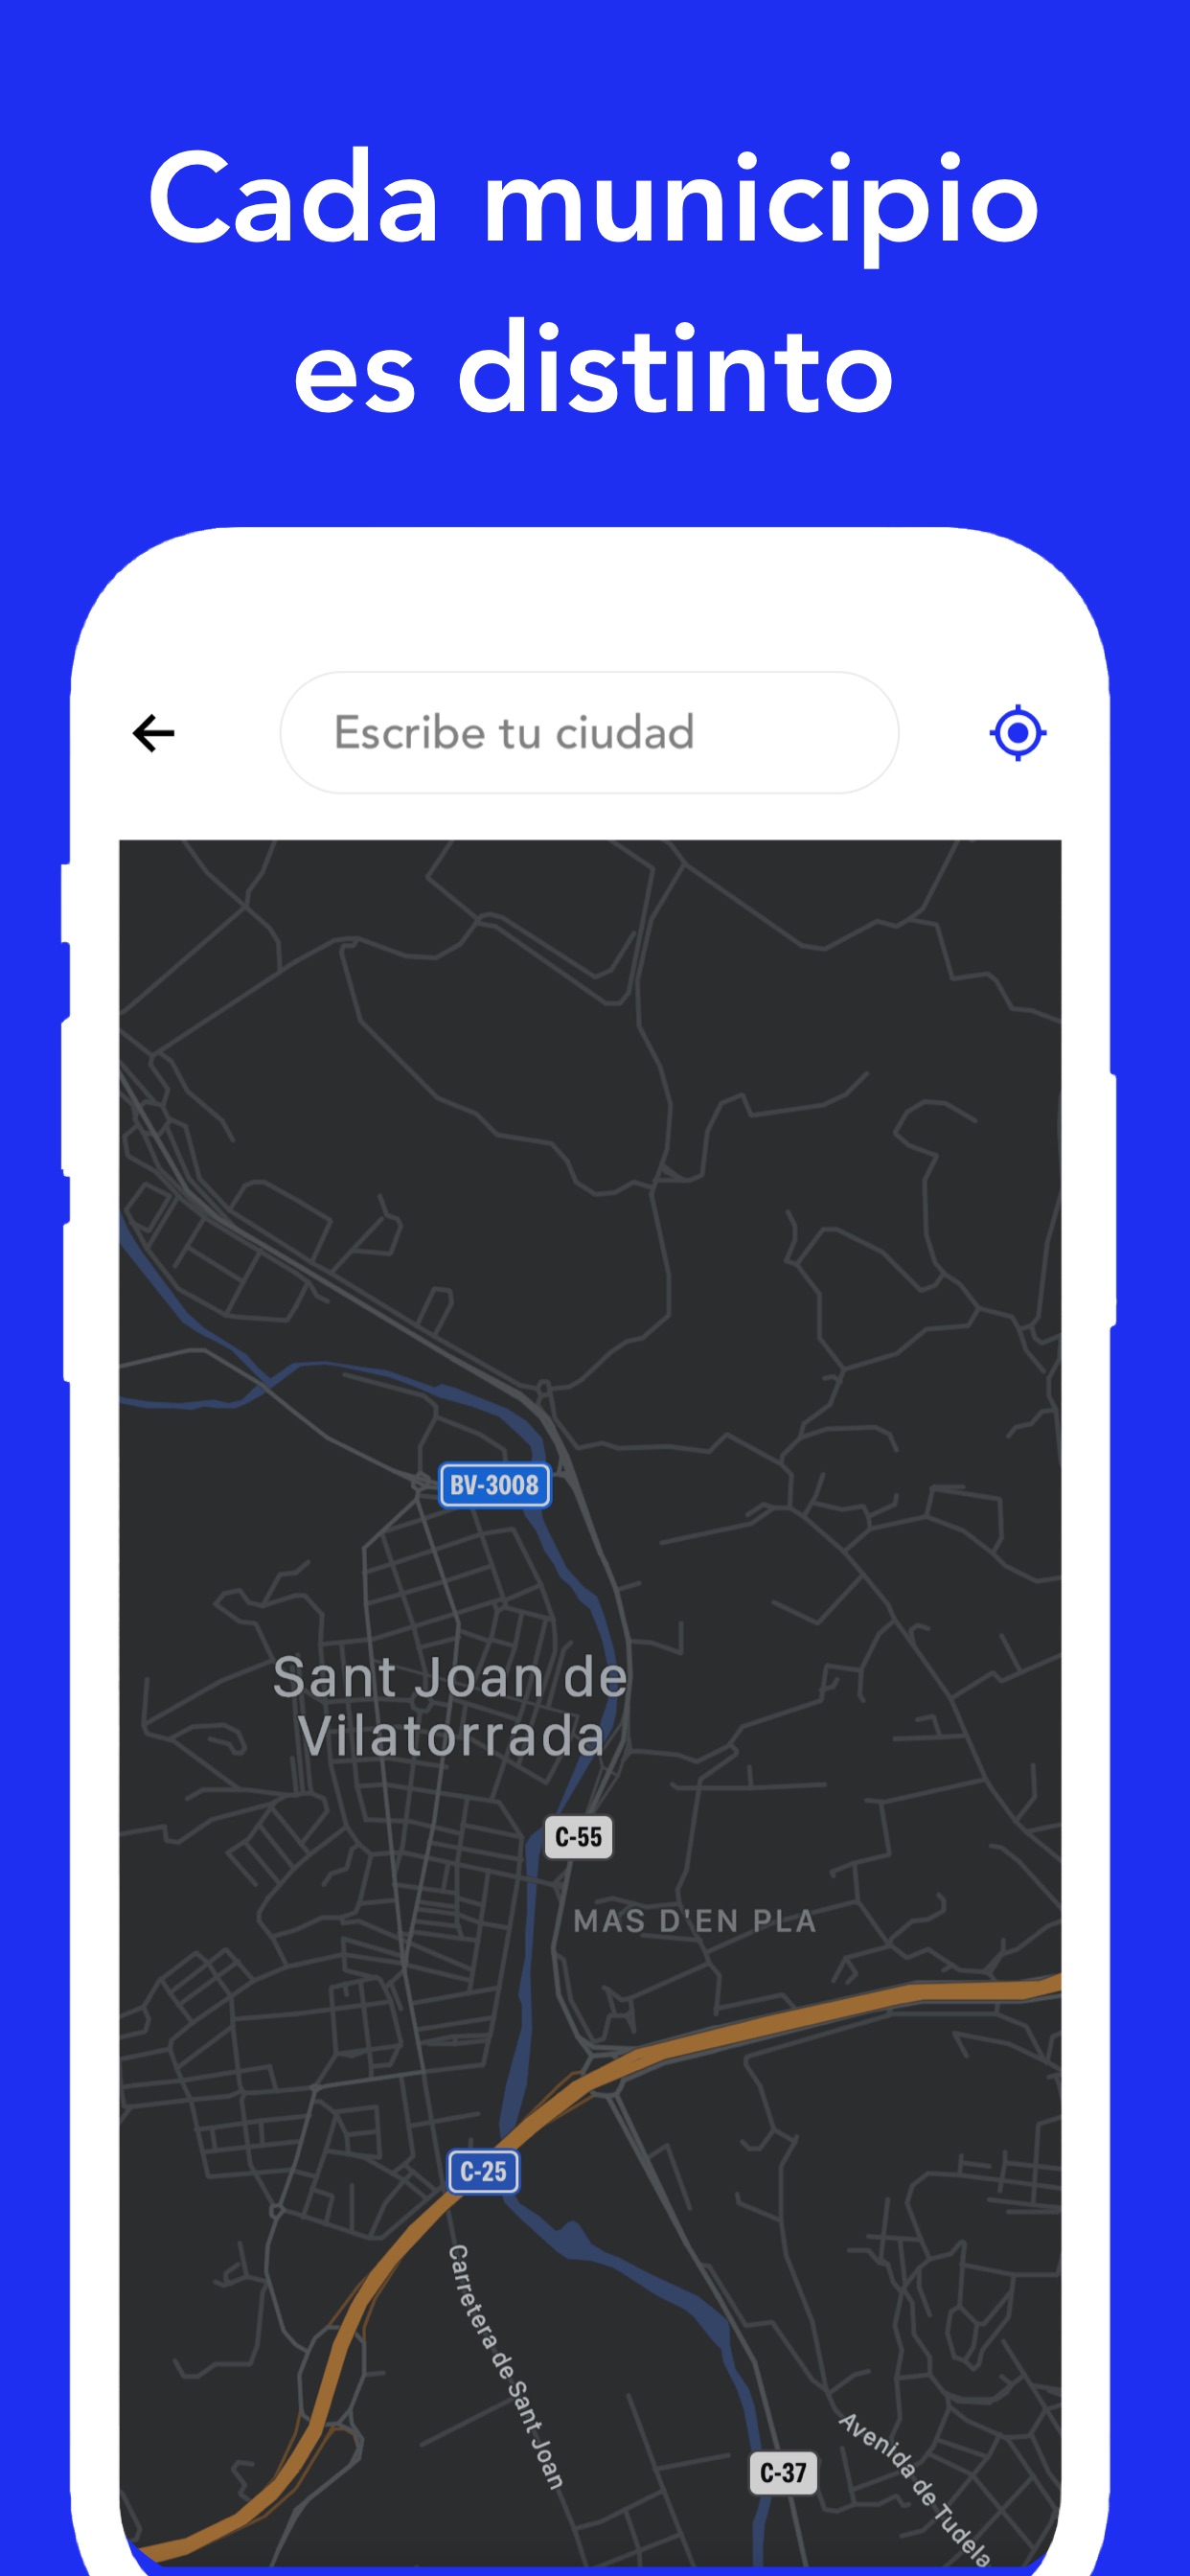 Cada municipio
es distinto
Escribe tu ciudad
BV-3008
Sant Joan de
Vilatorrada
C-55
MAS D'EN PLA
C-25
Carretera de Sant Joan
Avenida de Tudela
C-37